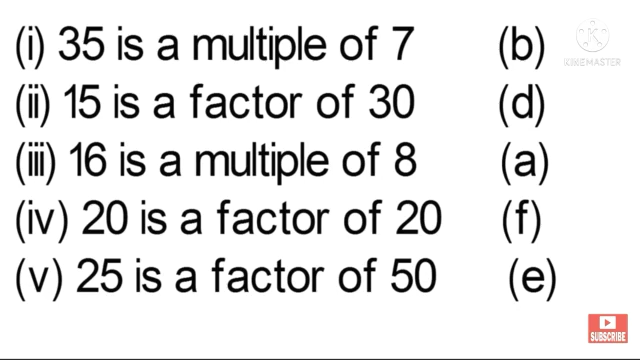 (i) 35 is a multiple of 7 (b)
(ii) 15 is a factor of 30 (d)
(iii) 16 is a multiple of 8 (a)
(iv) 20 is a factor of 20 (f)
(v) 25 is a factor of 50 (e)
KINEMASTER
SUBSCRIBE